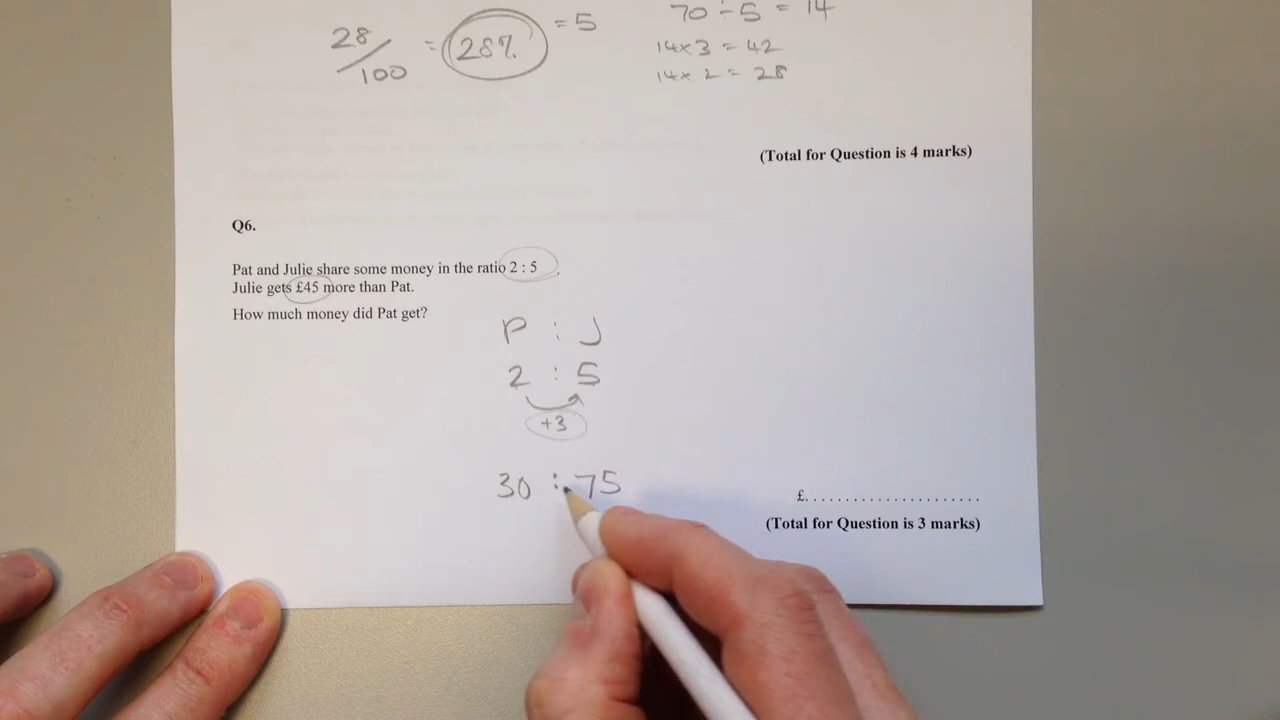 28/100 = 28% = 5
70 ÷ 5 = 14
14 x 3 = 42
14 x 2 = 28
(Total for Question is 4 marks)
Q6.
Pat and Julie share some money in the ratio 2 : 5
Julie gets £45 more than Pat.
How much money did Pat get?
P : J
2 : 5
+3
30 : 75
£......................
(Total for Question is 3 marks)